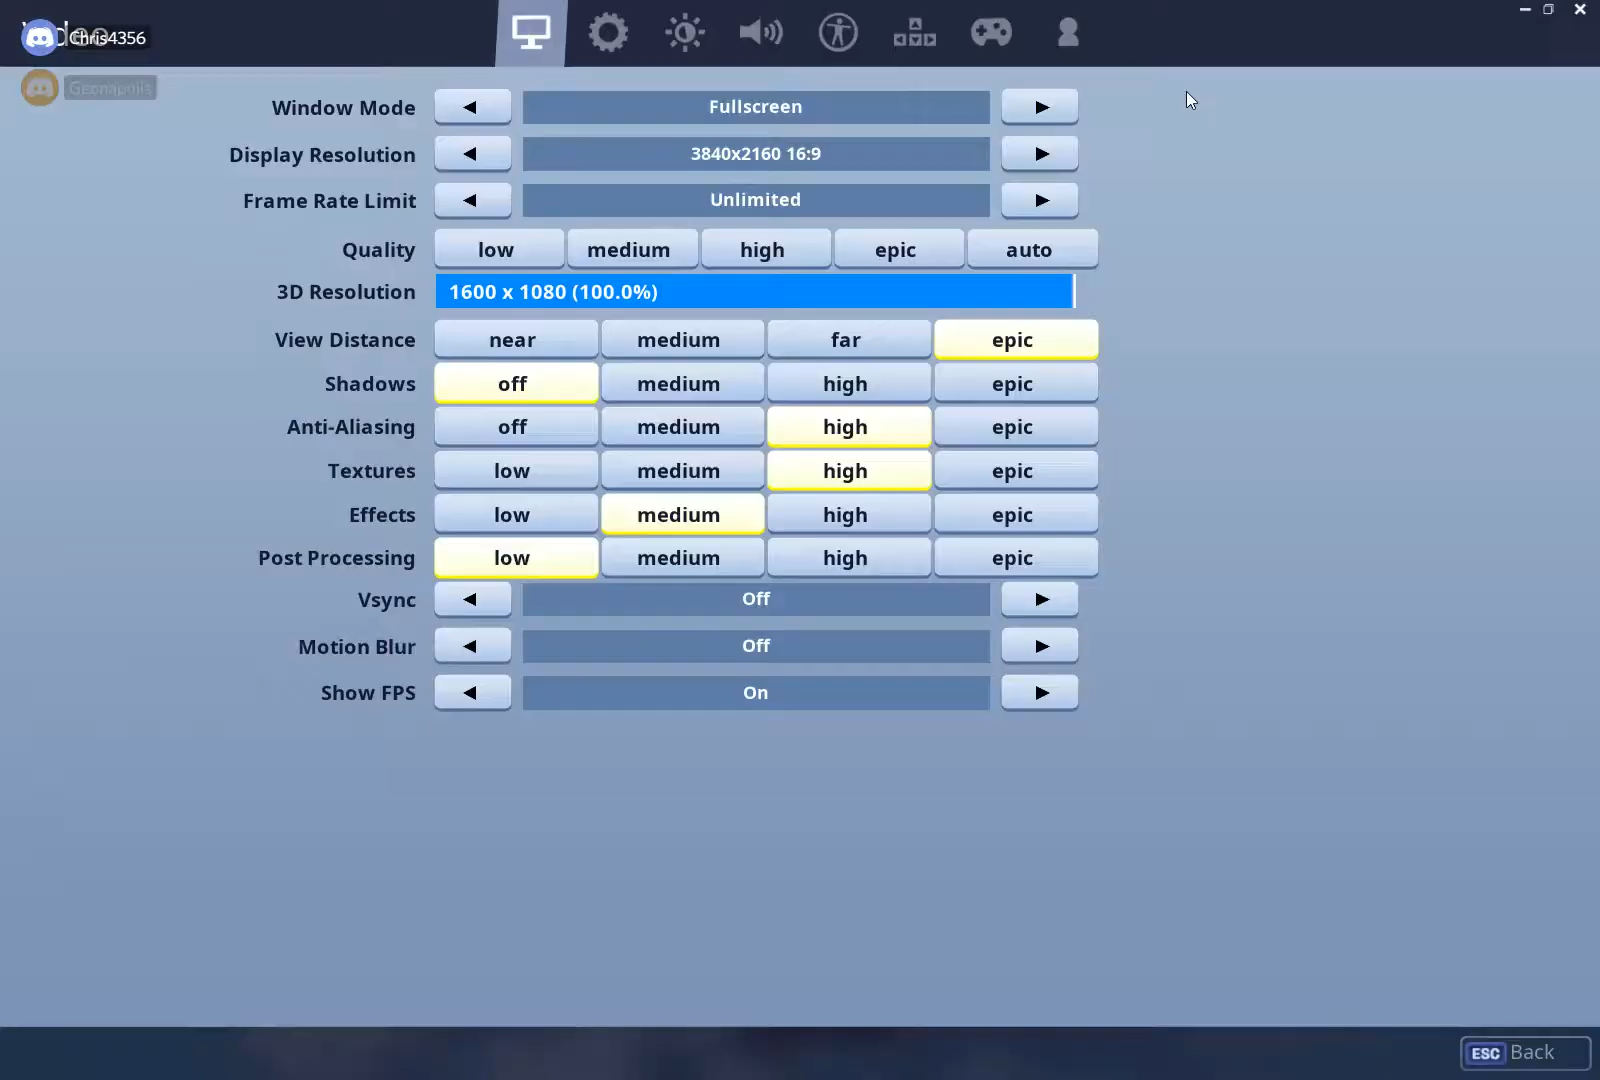 Video
Chris4356
Geonapolis
Window Mode Fullscreen
Display Resolution 3840x2160 16:9
Frame Rate Limit Unlimited
Quality low medium high epic auto
3D Resolution 1600 x 1080 (100.0%)
View Distance near medium far epic
Shadows off medium high epic
Anti-Aliasing off medium high epic
Textures low medium high epic
Effects low medium high epic
Post Processing low medium high epic
Vsync Off
Motion Blur Off
Show FPS On
ESC Back